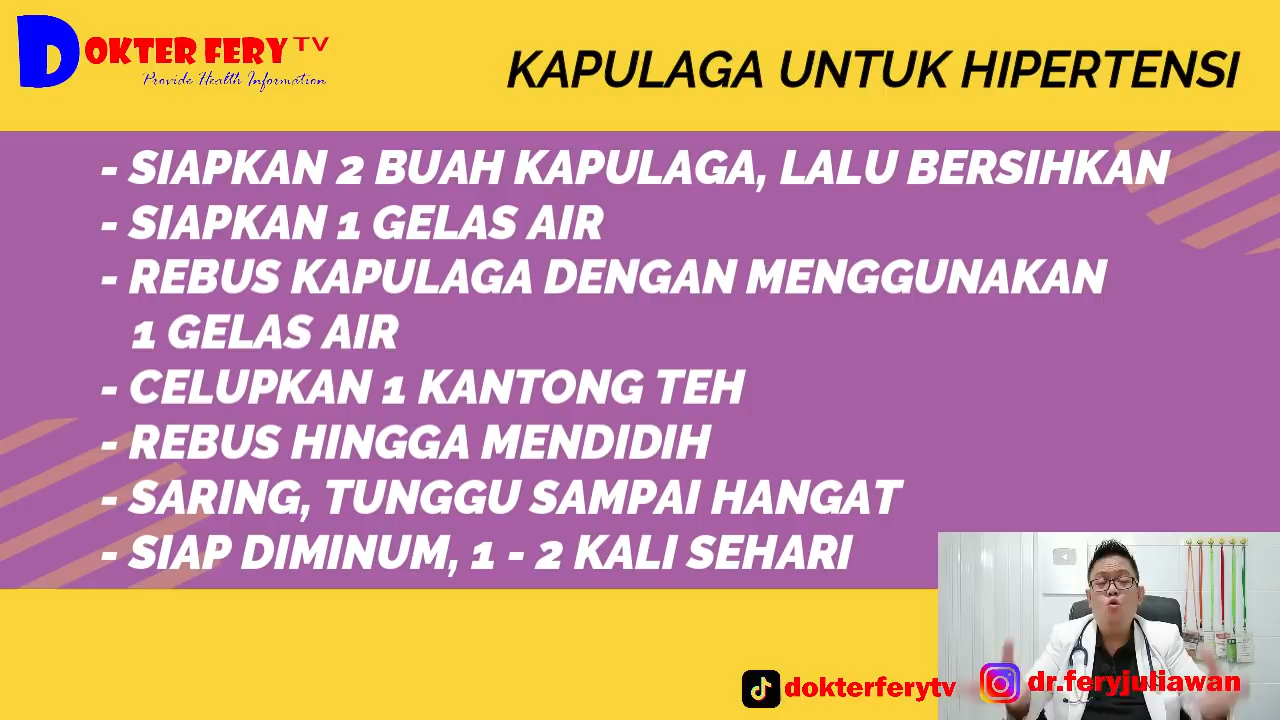 DOKTER FERY TV
Provide Health Information
KAPULAGA UNTUK HIPERTENSI
- SIAPKAN 2 BUAH KAPULAGA, LALU BERSIHKAN
- SIAPKAN 1 GELAS AIR
- REBUS KAPULAGA DENGAN MENGGUNAKAN
1 GELAS AIR
- CELUPKAN 1 KANTONG TEH
- REBUS HINGGA MENDIDIH
- SARING, TUNGGU SAMPAI HANGAT
- SIAP DIMINUM, 1 - 2 KALI SEHARI
dokterferytv
dr.feryjuliawan